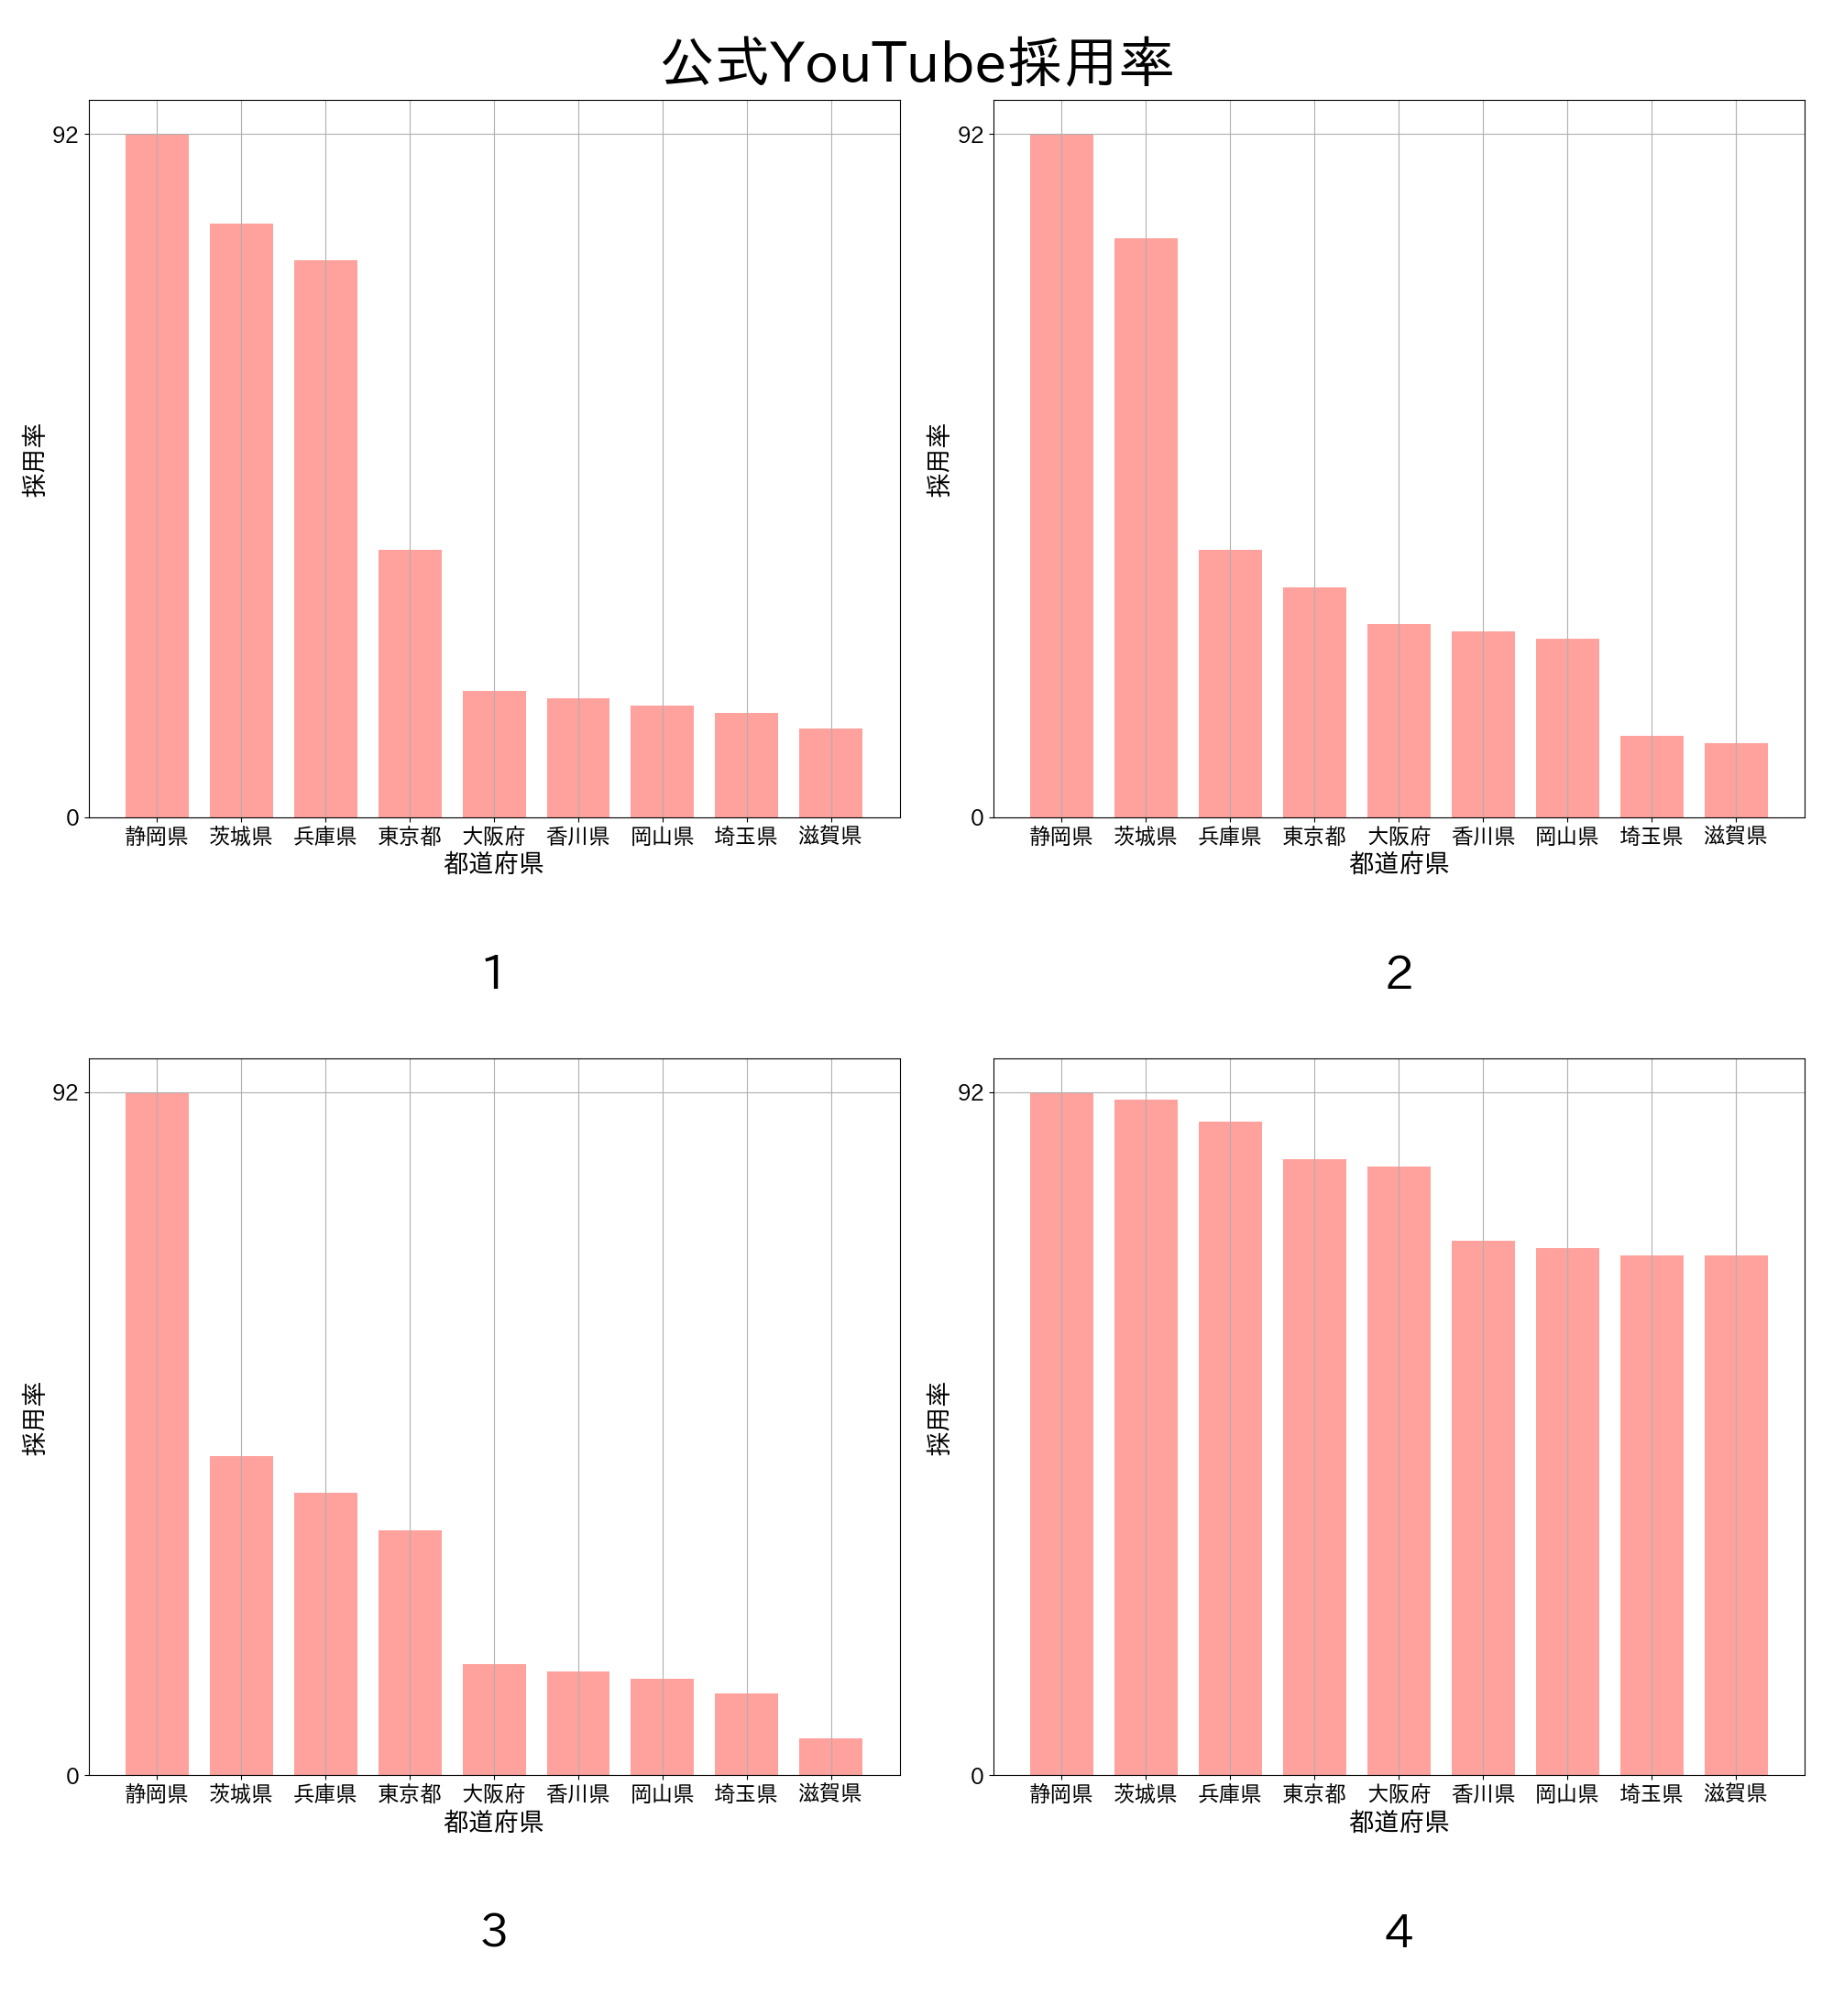 公式YouTube採用率
92
採用率
0
静岡県 茨城県 兵庫県 東京都 大阪府 香川県 岡山県 埼玉県 滋賀県
都道府県
1
92
採用率
0
静岡県 茨城県 兵庫県 東京都 大阪府 香川県 岡山県 埼玉県 滋賀県
都道府県
2
92
採用率
0
静岡県 茨城県 兵庫県 東京都 大阪府 香川県 岡山県 埼玉県 滋賀県
都道府県
3
92
採用率
0
静岡県 茨城県 兵庫県 東京都 大阪府 香川県 岡山県 埼玉県 滋賀県
都道府県
4